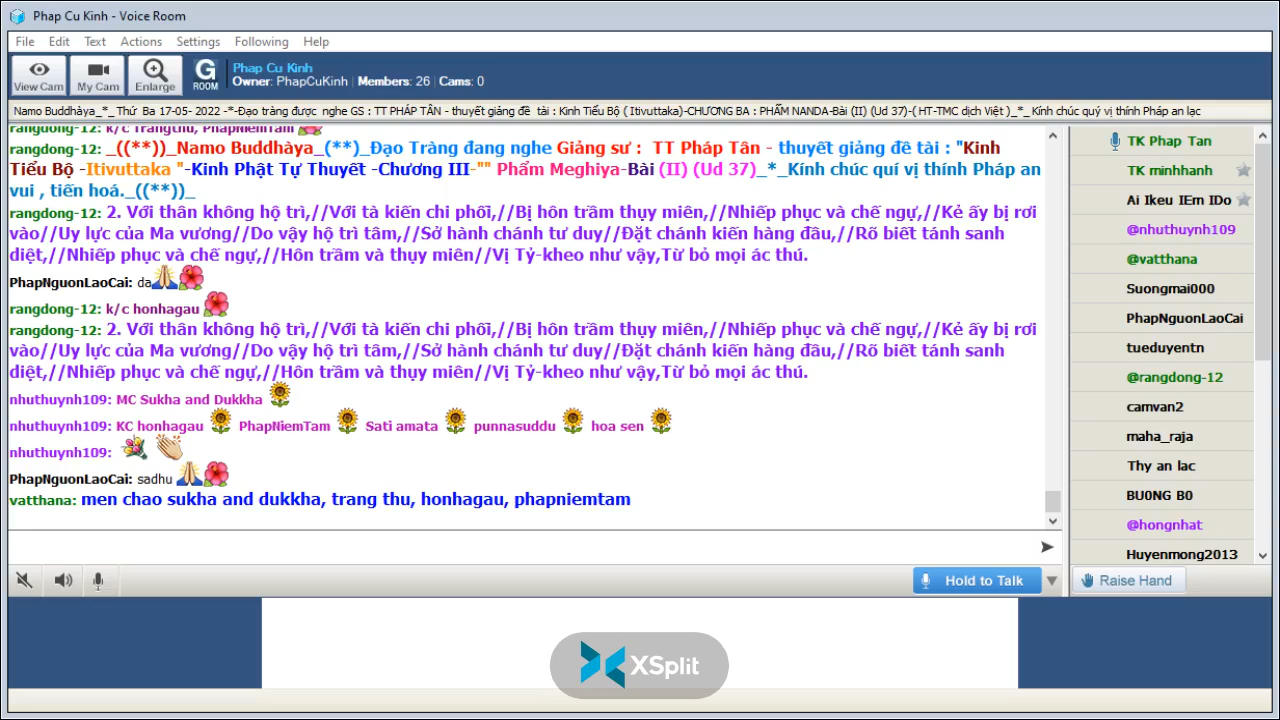 Phap Cu Kinh - Voice Room
File Edit Text Actions Settings Following Help
View Cam My Cam Enlarge G ROOM
Phap Cu Kinh
Owner: PhapCuKinh | Members: 26 | Cams: 0
Namo Buddhàya_*_ Thứ Ba 17-05- 2022 -*-Đạo tràng được nghe GS : TT PHÁP TÂN - thuyết giảng đề tài : Kinh Tiểu Bộ ( Itivuttaka)-CHƯƠNG BA : PHẨM NANDA-Bài (II) (Ud 37)-( HT-TMC dịch Việt )_*_ Kính chúc quý vị thính Pháp an lạc
rangdong-12: k/c Trangthu, PhapNiemTam
rangdong-12: _((**))_Namo Buddhàya_(**)_Đạo Tràng đang nghe Giảng sư : TT Pháp Tân - thuyết giảng đề tài : "Kinh
Tiểu Bộ -Itivuttaka "-Kinh Phật Tự Thuyết -Chương III-"" Phẩm Meghiya-Bài (II) (Ud 37)_*_Kính chúc quí vị thính Pháp an
vui , tiến hoá._((**))_
rangdong-12: 2. Với thân không hộ trì,//Với tà kiến chi phối,//Bị hôn trầm thụy miên,//Nhiếp phục và chế ngự,//Kẻ ấy bị rơi
vào//Uy lực của Ma vương//Do vậy hộ trì tâm,//Sở hành chánh tư duy//Đặt chánh kiến hàng đầu,//Rõ biết tánh sanh
diệt,//Nhiếp phục và chế ngự,//Hôn trầm và thụy miên//Vị Tỷ-kheo như vậy,Từ bỏ mọi ác thú.
PhapNguonLaoCai: da
rangdong-12: k/c honhagau
rangdong-12: 2. Với thân không hộ trì,//Với tà kiến chi phối,//Bị hôn trầm thụy miên,//Nhiếp phục và chế ngự,//Kẻ ấy bị rơi
vào//Uy lực của Ma vương//Do vậy hộ trì tâm,//Sở hành chánh tư duy//Đặt chánh kiến hàng đầu,//Rõ biết tánh sanh
diệt,//Nhiếp phục và chế ngự,//Hôn trầm và thụy miên//Vị Tỷ-kheo như vậy,Từ bỏ mọi ác thú.
nhuthuynh109: MC Sukha and Dukkha
nhuthuynh109: KC honhagau PhapNiemTam Sati amata punnasuddu hoa sen
nhuthuynh109:
PhapNguonLaoCai: sadhu
vatthana: men chao sukha and dukkha, trang thu, honhagau, phapniemtam
TK Phap Tan
TK minhhanh
Ai Ikeu IEm IDo
@nhuthuynh109
@vatthana
Suongmai000
PhapNguonLaoCai
tueduyentn
@rangdong-12
camvan2
maha_raja
Thy an lac
BU0NG B0
@hongnhat
Huyenmong2013
Hold to Talk
Raise Hand
XSplit